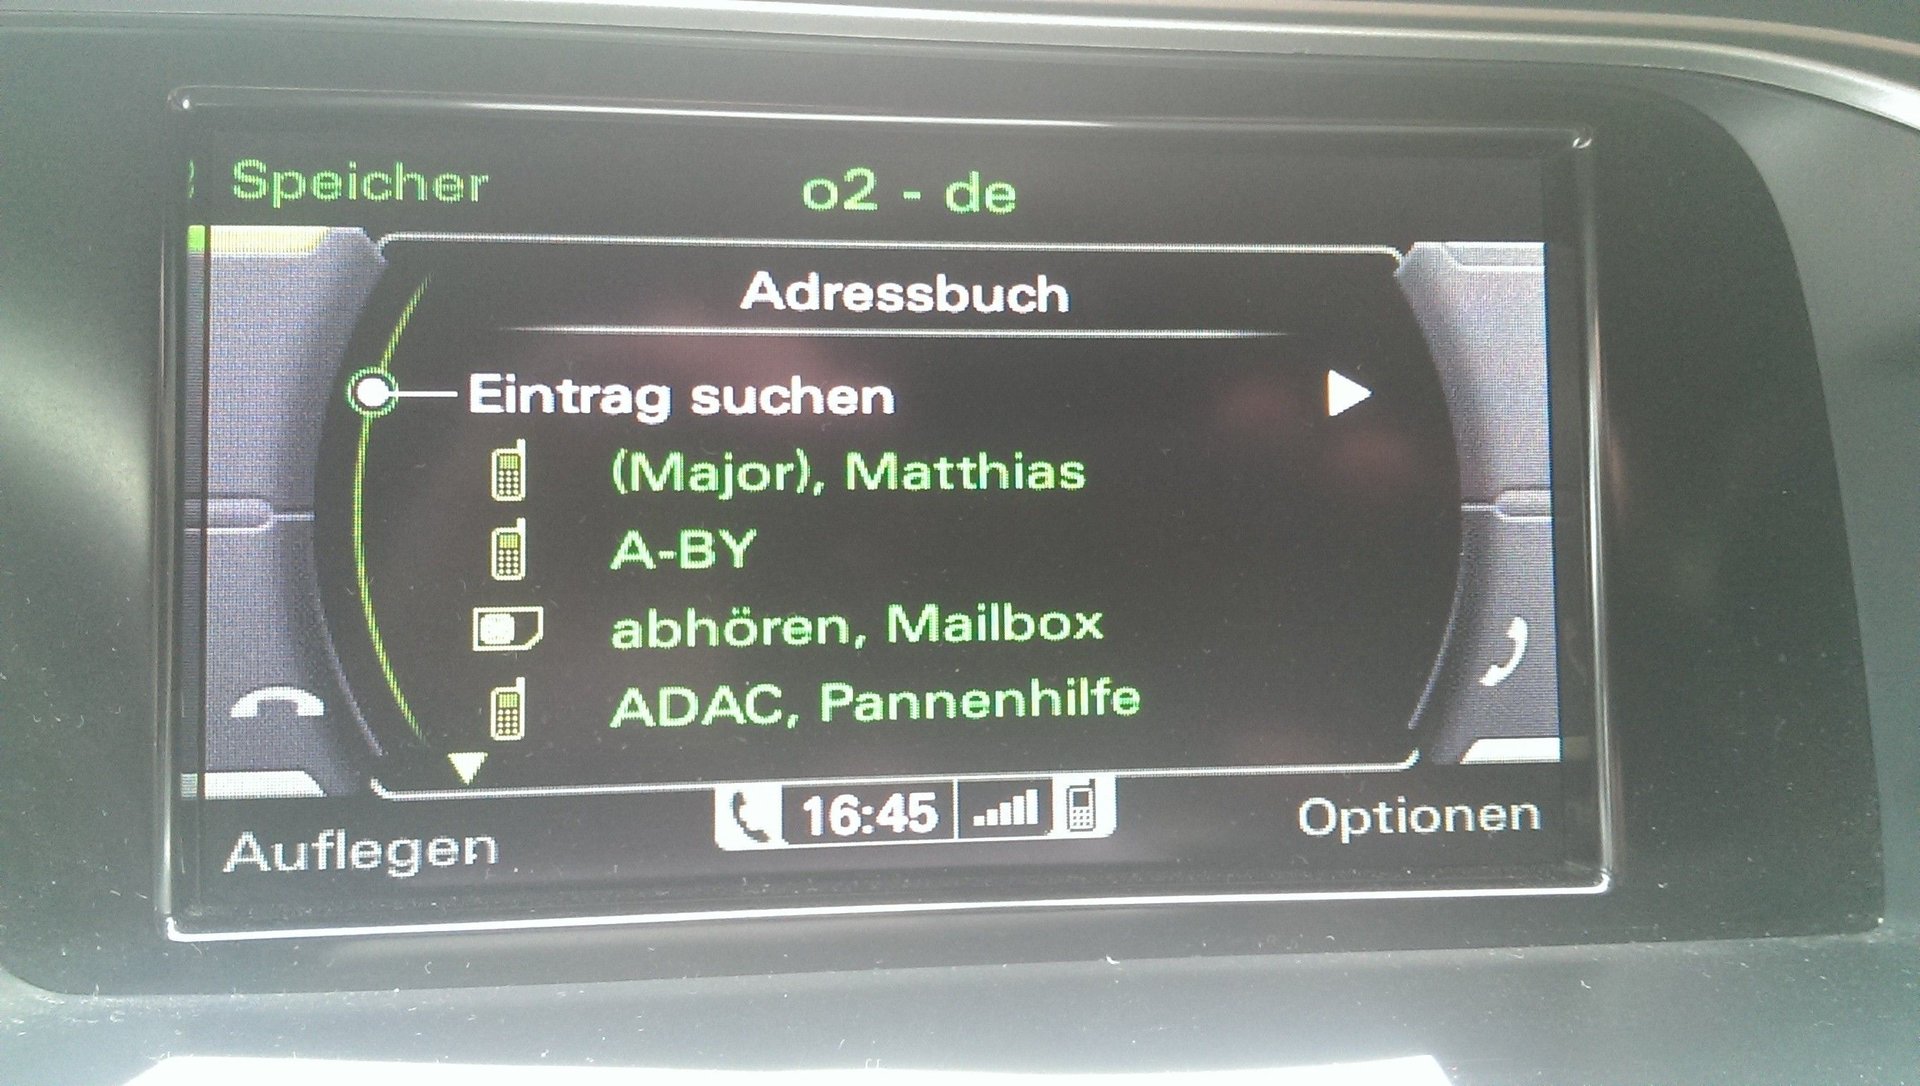 Speicher
o2 - de
Adressbuch
Eintrag suchen
(Major), Matthias
A-BY
abhören, Mailbox
ADAC, Pannenhilfe
Auflegen
16:45
Optionen